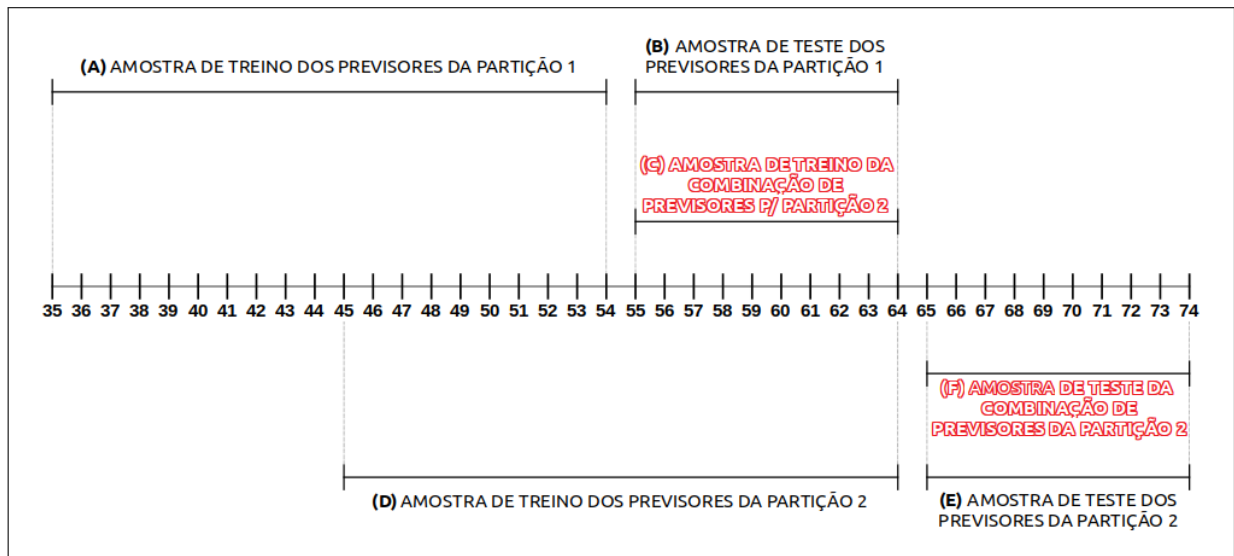 (A) AMOSTRA DE TREINO DOS PREVISORES DA PARTIÇÃO 1
(B) AMOSTRA DE TESTE DOS
PREVISORES DA PARTIÇÃO 1
(C) AMOSTRA DE TREINO DA
COMBINAÇÃO DE
PREVISORES P/ PARTIÇÃO 2
35 36 37 38 39 40 41 42 43 44 45 46 47 48 49 50 51 52 53 54 55 56 57 58 59 60 61 62 63 64 65 66 67 68 69 70 71 72 73 74
(F) AMOSTRA DE TESTE DA
COMBINAÇÃO DE
PREVISORES DA PARTIÇÃO 2
(D) AMOSTRA DE TREINO DOS PREVISORES DA PARTIÇÃO 2
(E) AMOSTRA DE TESTE DOS
PREVISORES DA PARTIÇÃO 2